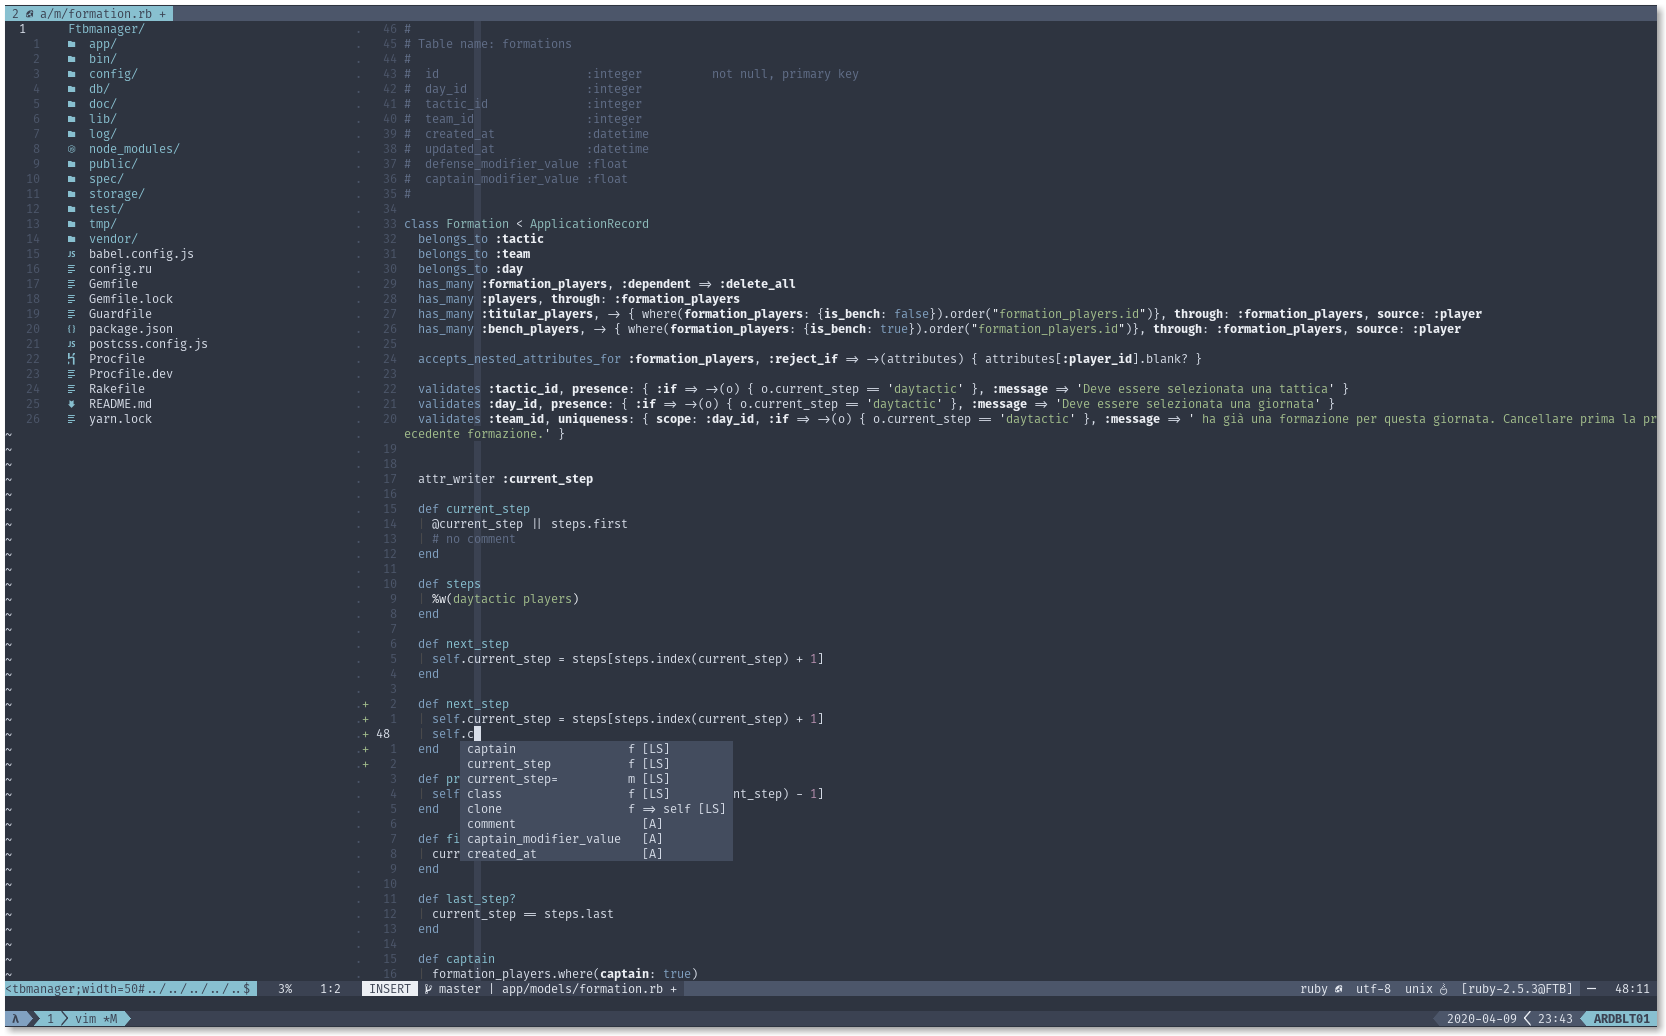 2 a/m/formation.rb +
1 Ftbmanager/
1 app/
2 bin/
3 config/
4 db/
5 doc/
6 lib/
7 log/
8 node_modules/
9 public/
10 spec/
11 storage/
12 test/
13 tmp/
14 vendor/
15 babel.config.js
16 config.ru
17 Gemfile
18 Gemfile.lock
19 Guardfile
20 package.json
21 postcss.config.js
22 Procfile
23 Procfile.dev
24 Rakefile
25 README.md
26 yarn.lock
46 #
45 # Table name: formations
44 #
43 #  id                     :integer          not null, primary key
42 #  day_id                 :integer
41 #  tactic_id              :integer
40 #  team_id                :integer
39 #  created_at             :datetime
38 #  updated_at             :datetime
37 #  defense_modifier_value :float
36 #  captain_modifier_value :float
35 #
34
33 class Formation < ApplicationRecord
32   belongs_to :tactic
31   belongs_to :team
30   belongs_to :day
29   has_many :formation_players, :dependent => :delete_all
28   has_many :players, through: :formation_players
27   has_many :titular_players, -> { where(formation_players: {is_bench: false}).order("formation_players.id")}, through: :formation_players, source: :player
26   has_many :bench_players, -> { where(formation_players: {is_bench: true}).order("formation_players.id")}, through: :formation_players, source: :player
25
24   accepts_nested_attributes_for :formation_players, :reject_if => ->(attributes) { attributes[:player_id].blank? }
23
22   validates :tactic_id, presence: { :if => ->(o) { o.current_step == 'daytactic' }, :message => 'Deve essere selezionata una tattica' }
21   validates :day_id, presence: { :if => ->(o) { o.current_step == 'daytactic' }, :message => 'Deve essere selezionata una giornata' }
20   validates :team_id, uniqueness: { scope: :day_id, :if => ->(o) { o.current_step == 'daytactic' }, :message => ' ha già una formazione per questa giornata. Cancellare prima la pr
ecedente formazione.' }
19
18
17   attr_writer :current_step
16
15   def current_step
14     @current_step || steps.first
13     # no comment
12   end
11
10   def steps
9     %w(daytactic players)
8   end
7
6   def next_step
5     self.current_step = steps[steps.index(current_step) + 1]
4   end
3
+ 2   def next_step
+ 1     self.current_step = steps[steps.index(current_step) + 1]
+ 48     self.c
+ 1   end captain f [LS]
+ 2 current_step f [LS]
3   def pr current_step= m [LS]
4     self class f [LS] nt_step) - 1]
5   end clone f => self [LS]
6 comment [A]
7   def fi captain_modifier_value [A]
8     curr created_at [A]
9   end
10
11   def last_step?
12     current_step == steps.last
13   end
14
15   def captain
16     formation_players.where(captain: true)
<tbmanager;width=50#../../../../..$ 3% 1:2 INSERT master | app/models/formation.rb + ruby utf-8 unix [ruby-2.5.3@FTB] — 48:11
λ 1 vim *M 2020-04-09 23:43 ARDBLT01